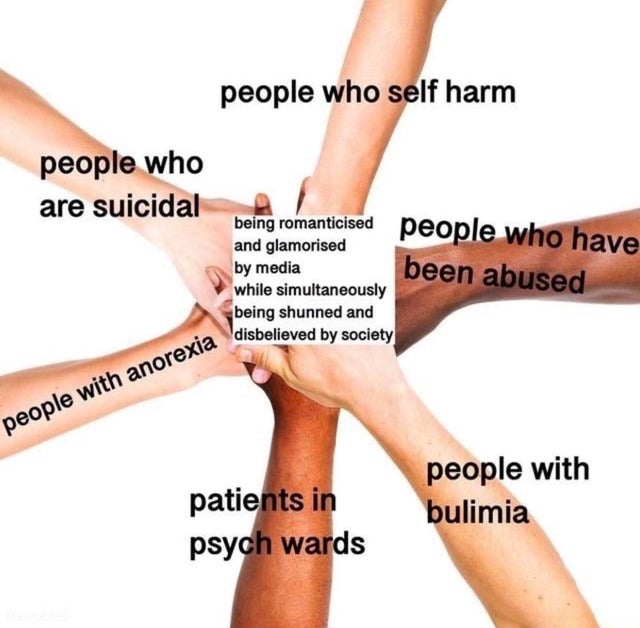 people who self harm
people who
are suicidal
being romanticised
and glamorised
by media
while simultaneously
being shunned and
disbelieved by society
people who have
been abused
people with anorexia
people with
bulimia
patients in
psych wards